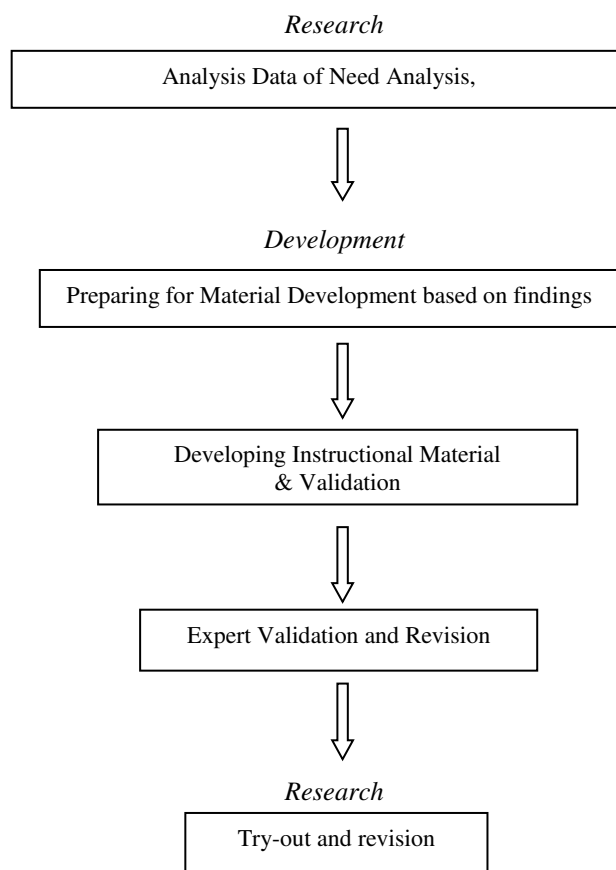 Research
Analysis Data of Need Analysis,
Development
Preparing for Material Development based on findings
Developing Instructional Material
& Validation
Expert Validation and Revision
Research
Try-out and revision